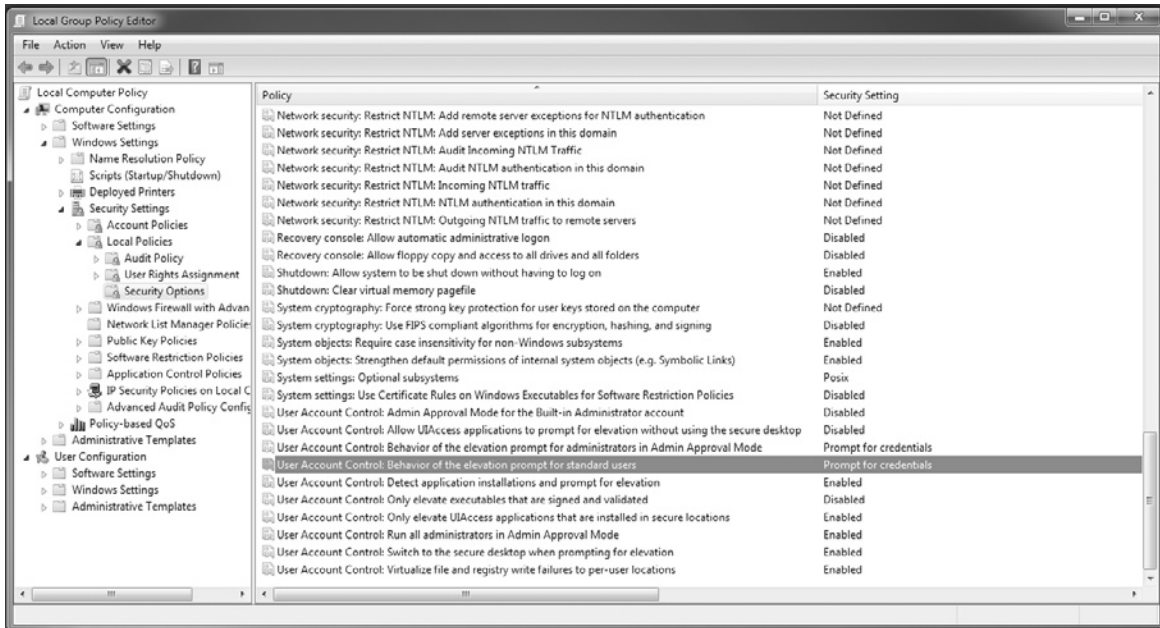 Local Group Policy Editor
File Action View Help
Local Computer Policy
Computer Configuration
Software Settings
Windows Settings
Name Resolution Policy
Scripts (Startup/Shutdown)
Deployed Printers
Security Settings
Account Policies
Local Policies
Audit Policy
User Rights Assignment
Security Options
Windows Firewall with Advan
Network List Manager Policie
Public Key Policies
Software Restriction Policies
Application Control Policies
IP Security Policies on Local C
Advanced Audit Policy Config
Policy-based QoS
Administrative Templates
User Configuration
Software Settings
Windows Settings
Administrative Templates
Policy Security Setting
Network security: Restrict NTLM: Add remote server exceptions for NTLM authentication Not Defined
Network security: Restrict NTLM: Add server exceptions in this domain Not Defined
Network security: Restrict NTLM: Audit Incoming NTLM Traffic Not Defined
Network security: Restrict NTLM: Audit NTLM authentication in this domain Not Defined
Network security: Restrict NTLM: Incoming NTLM traffic Not Defined
Network security: Restrict NTLM: NTLM authentication in this domain Not Defined
Network security: Restrict NTLM: Outgoing NTLM traffic to remote servers Not Defined
Recovery console: Allow automatic administrative logon Disabled
Recovery console: Allow floppy copy and access to all drives and all folders Disabled
Shutdown: Allow system to be shut down without having to log on Enabled
Shutdown: Clear virtual memory pagefile Disabled
System cryptography: Force strong key protection for user keys stored on the computer Not Defined
System cryptography: Use FIPS compliant algorithms for encryption, hashing, and signing Disabled
System objects: Require case insensitivity for non-Windows subsystems Enabled
System objects: Strengthen default permissions of internal system objects (e.g. Symbolic Links) Enabled
System settings: Optional subsystems Posix
System settings: Use Certificate Rules on Windows Executables for Software Restriction Policies Disabled
User Account Control: Admin Approval Mode for the Built-in Administrator account Disabled
User Account Control: Allow UIAccess applications to prompt for elevation without using the secure desktop Disabled
User Account Control: Behavior of the elevation prompt for administrators in Admin Approval Mode Prompt for credentials
User Account Control: Behavior of the elevation prompt for standard users Prompt for credentials
User Account Control: Detect application installations and prompt for elevation Enabled
User Account Control: Only elevate executables that are signed and validated Disabled
User Account Control: Only elevate UIAccess applications that are installed in secure locations Enabled
User Account Control: Run all administrators in Admin Approval Mode Enabled
User Account Control: Switch to the secure desktop when prompting for elevation Enabled
User Account Control: Virtualize file and registry write failures to per-user locations Enabled